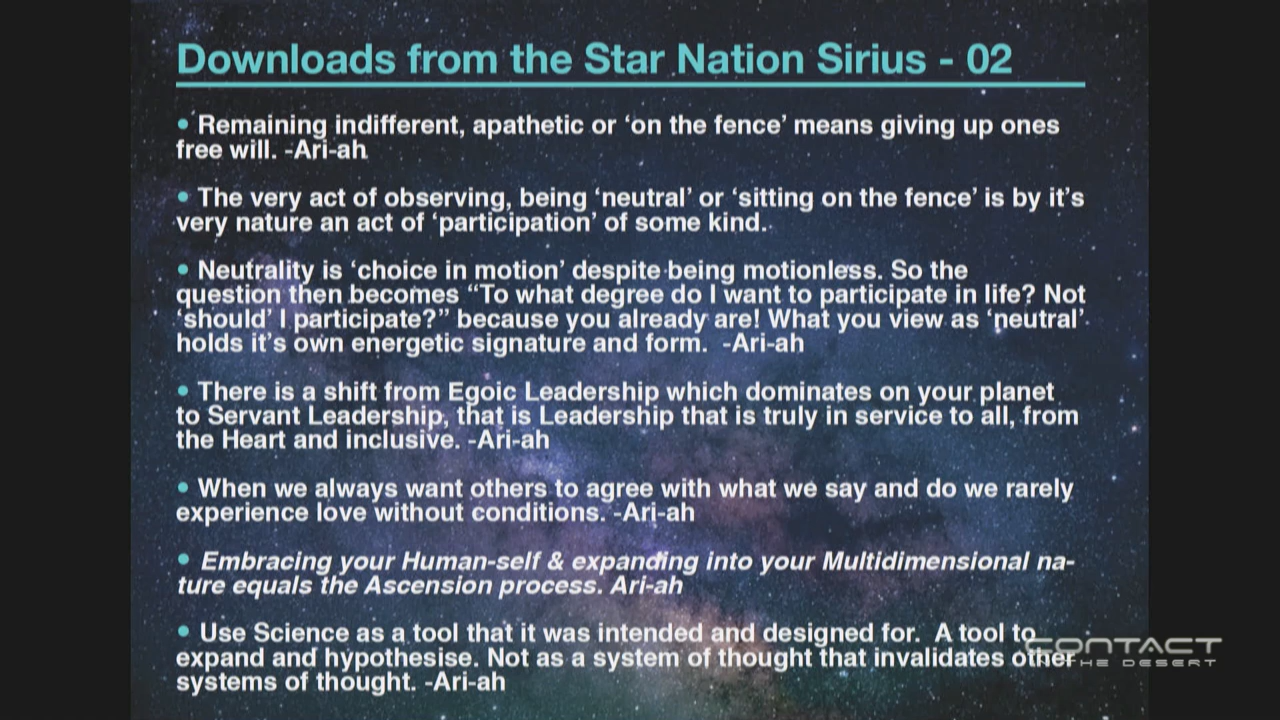 Downloads from the Star Nation Sirius - 02
• Remaining indifferent, apathetic or ‘on the fence’ means giving up ones
free will. -Ari-ah
• The very act of observing, being ‘neutral’ or ‘sitting on the fence’ is by it’s
very nature an act of ‘participation’ of some kind.
• Neutrality is ‘choice in motion’ despite being motionless. So the
question then becomes “To what degree do I want to participate in life? Not
‘should’ I participate?” because you already are! What you view as ‘neutral’
holds it’s own energetic signature and form.  -Ari-ah
• There is a shift from Egoic Leadership which dominates on your planet
to Servant Leadership, that is Leadership that is truly in service to all, from
the Heart and inclusive. -Ari-ah
• When we always want others to agree with what we say and do we rarely
experience love without conditions. -Ari-ah
• Embracing your Human-self & expanding into your Multidimensional na-
ture equals the Ascension process. Ari-ah
• Use Science as a tool that it was intended and designed for.  A tool to
expand and hypothesise. Not as a system of thought that invalidates other
systems of thought. -Ari-ah
CONTACT
THE DESERT